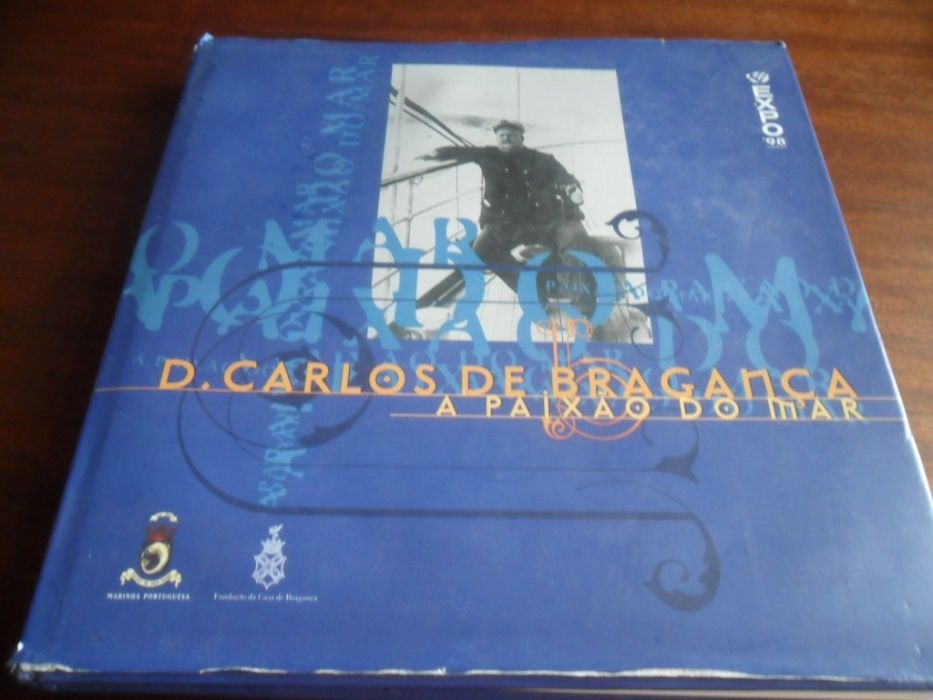 EXPO'98
D. CARLOS DE BRAGANÇA
A PAIXÃO DO MAR
MARINHA PORTUGUESA
Fundação da Casa de Bragança